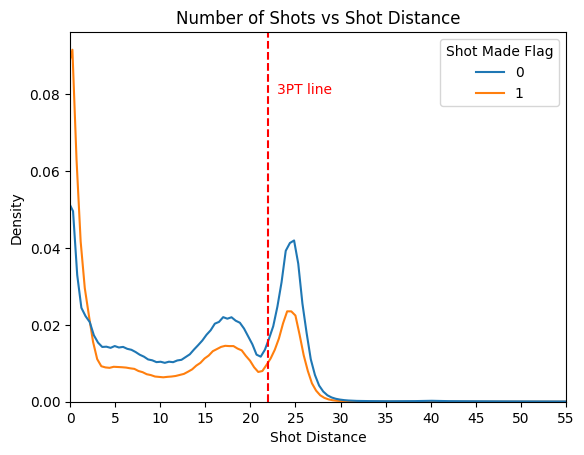 Number of Shots vs Shot Distance
Shot Made Flag
0
1
3PT line
Density
0.08
0.06
0.04
0.02
0.00
0 5 10 15 20 25 30 35 40 45 50 55
Shot Distance